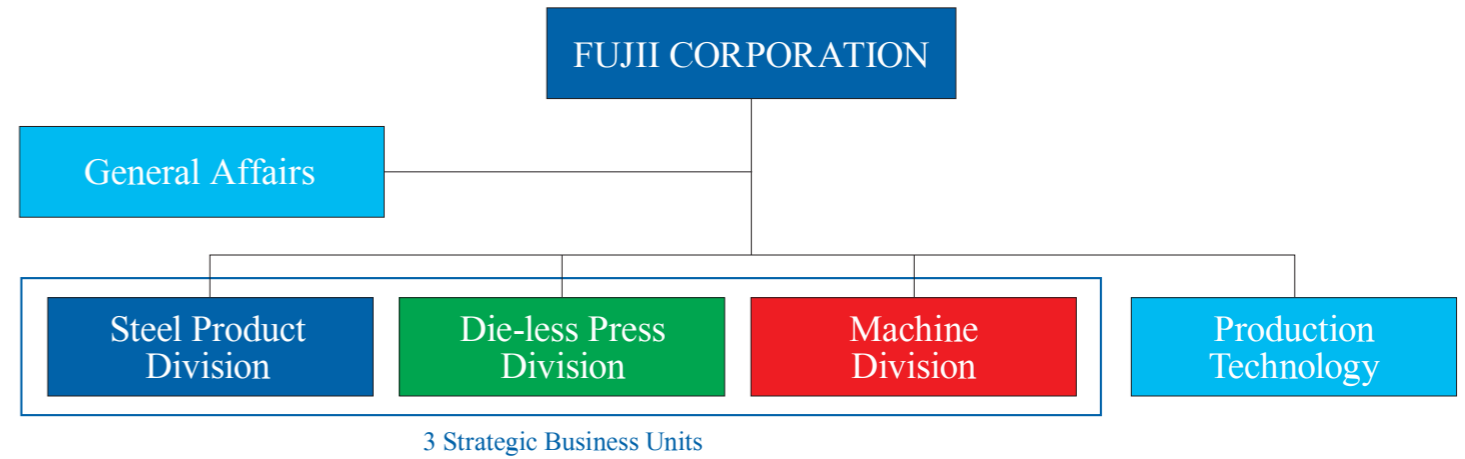 FUJII CORPORATION
General Affairs
Steel Product
Division
Die-less Press
Division
Machine
Division
Production
Technology
3 Strategic Business Units